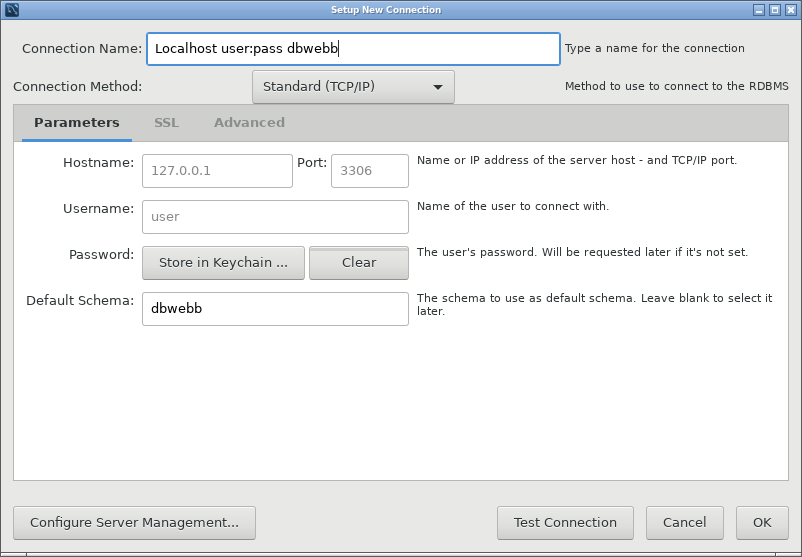 Setup New Connection
Connection Name: Localhost user:pass dbwebb Type a name for the connection
Connection Method: Standard (TCP/IP) Method to use to connect to the RDBMS
Parameters SSL Advanced
Hostname: 127.0.0.1 Port: 3306 Name or IP address of the server host - and TCP/IP port.
Username: user Name of the user to connect with.
Password: Store in Keychain ... Clear The user's password. Will be requested later if it's not set.
Default Schema: dbwebb The schema to use as default schema. Leave blank to select it
later.
Configure Server Management... Test Connection Cancel OK